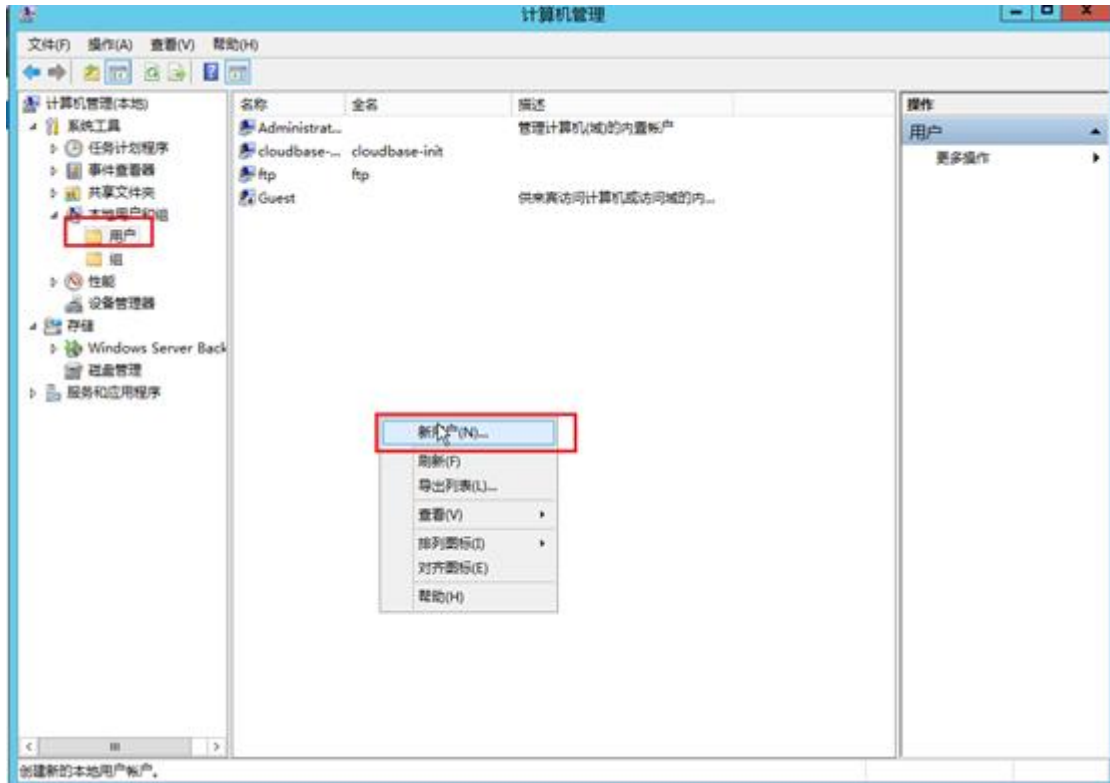 计算机管理
文件(F) 操作(A) 查看(V) 帮助(H)
计算机管理(本地)
系统工具
任务计划程序
事件查看器
共享文件夹
本地用户和组
用户
组
性能
设备管理器
存储
Windows Server Back
磁盘管理
服务和应用程序
名称 全名 描述
Administrat... 管理计算机(域)的内置帐户
cloudbase-... cloudbase-init
ftp ftp
Guest 供来宾访问计算机或访问域的内...
新用户(N)...
刷新(F)
导出列表(L)...
查看(V)
排列图标(I)
对齐图标(E)
帮助(H)
操作
用户
更多操作
创建新的本地用户帐户。